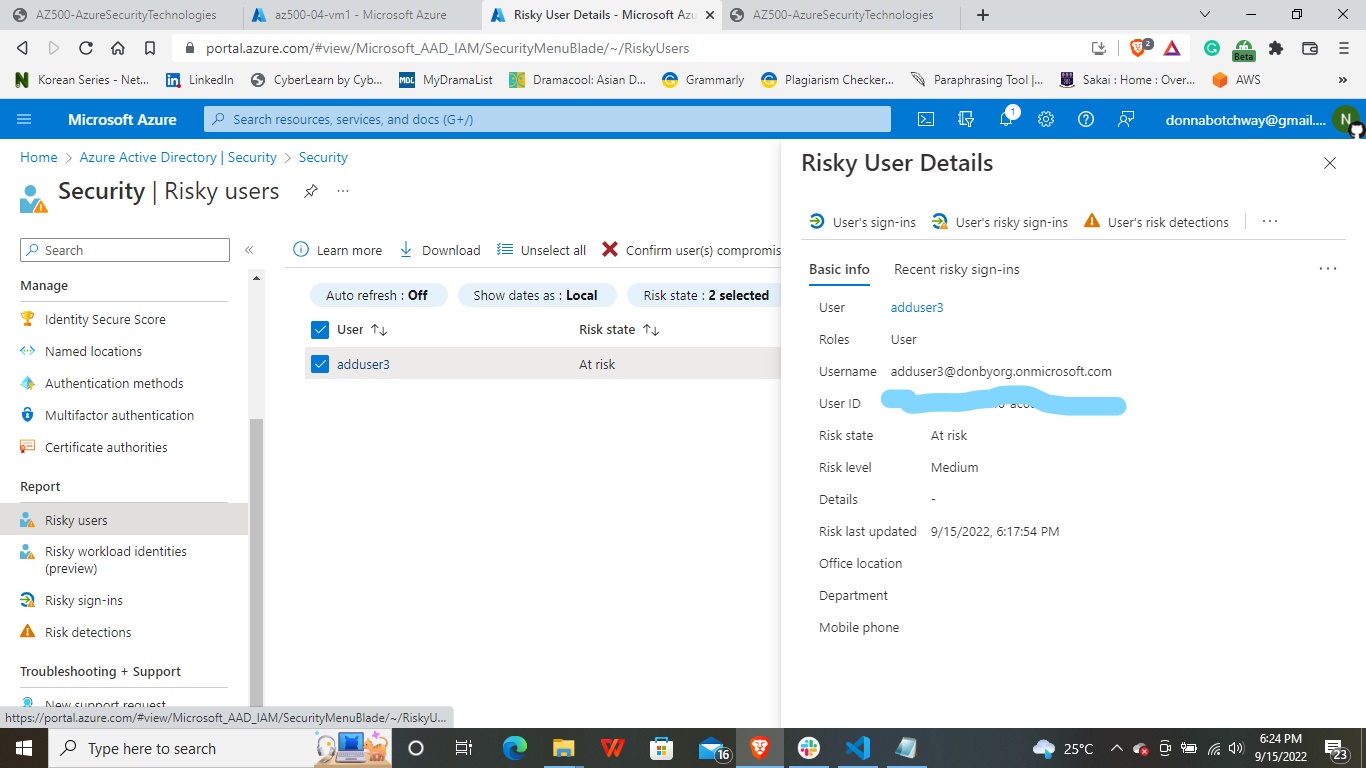 AZ500-AzureSecurityTechnologies
az500-04-vm1 - Microsoft Azure
Risky User Details - Microsoft Azu
AZ500-AzureSecurityTechnologies
portal.azure.com/#view/Microsoft_AAD_IAM/SecurityMenuBlade/~/RiskyUsers
2
Beta
Korean Series - Net...
LinkedIn
CyberLearn by Cyb...
MDL MyDramaList
Dramacool: Asian D...
Grammarly
Plagiarism Checker...
Paraphrasing Tool |...
Sakai : Home : Over...
AWS
Microsoft Azure
Search resources, services, and docs (G+/)
1
donnabotchway@gmail....
N
Home > Azure Active Directory | Security > Security
Security | Risky users
Search
Manage
Identity Secure Score
Named locations
Authentication methods
Multifactor authentication
Certificate authorities
Report
Risky users
Risky workload identities
(preview)
Risky sign-ins
Risk detections
Troubleshooting + Support
New support request
https://portal.azure.com/#view/Microsoft_AAD_IAM/SecurityMenuBlade/~/RiskyU...
Learn more
Download
Unselect all
Confirm user(s) compromis
Auto refresh : Off
Show dates as : Local
Risk state : 2 selected
User
Risk state
adduser3
At risk
Risky User Details
User's sign-ins
User's risky sign-ins
User's risk detections
Basic info
Recent risky sign-ins
User adduser3
Roles User
Username adduser3@donbyorg.onmicrosoft.com
User ID
Risk state At risk
Risk level Medium
Details -
Risk last updated 9/15/2022, 6:17:54 PM
Office location
Department
Mobile phone
Type here to search
16
25°C
6:24 PM
9/15/2022
23